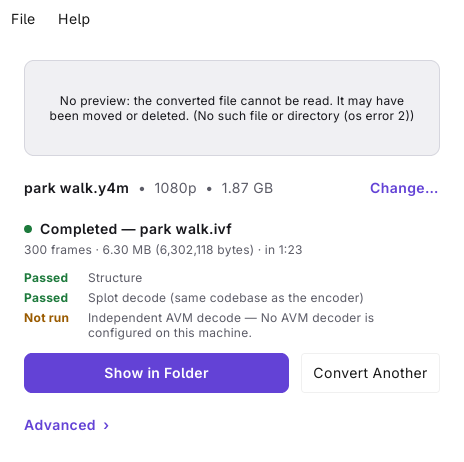 File Help
No preview: the converted file cannot be read. It may have
been moved or deleted. (No such file or directory (os error 2))
park walk.y4m • 1080p • 1.87 GB Change...
Completed — park walk.ivf
300 frames · 6.30 MB (6,302,118 bytes) · in 1:23
Passed Structure
Passed Splot decode (same codebase as the encoder)
Not run Independent AVM decode — No AVM decoder is
configured on this machine.
Show in Folder Convert Another
Advanced ›